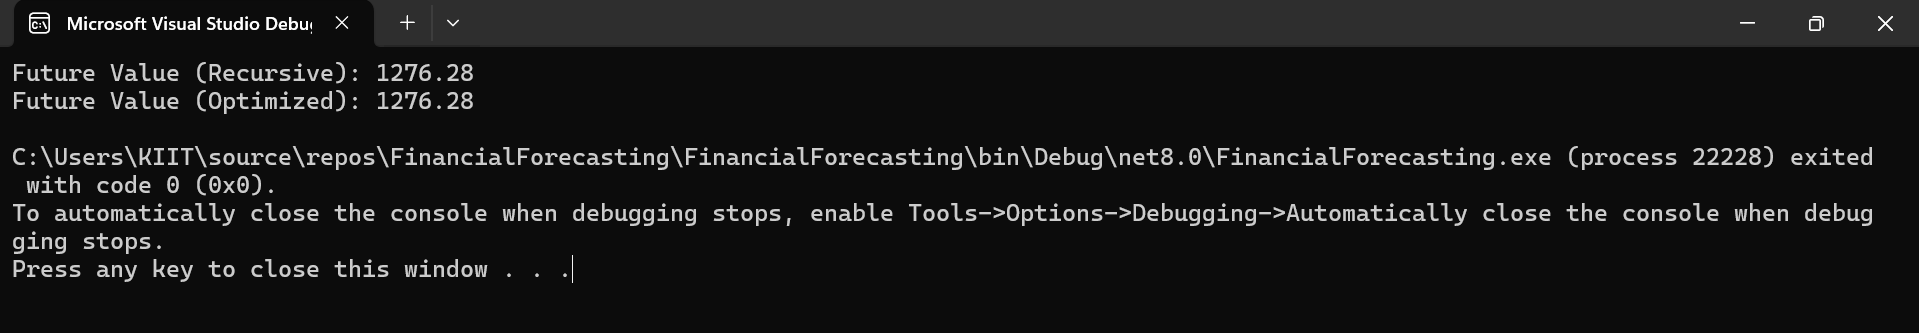 Microsoft Visual Studio Debu
Future Value (Recursive): 1276.28
Future Value (Optimized): 1276.28
C:\Users\KIIT\source\repos\FinancialForecasting\FinancialForecasting\bin\Debug\net8.0\FinancialForecasting.exe (process 22228) exited
 with code 0 (0x0).
To automatically close the console when debugging stops, enable Tools->Options->Debugging->Automatically close the console when debug
ging stops.
Press any key to close this window . . .